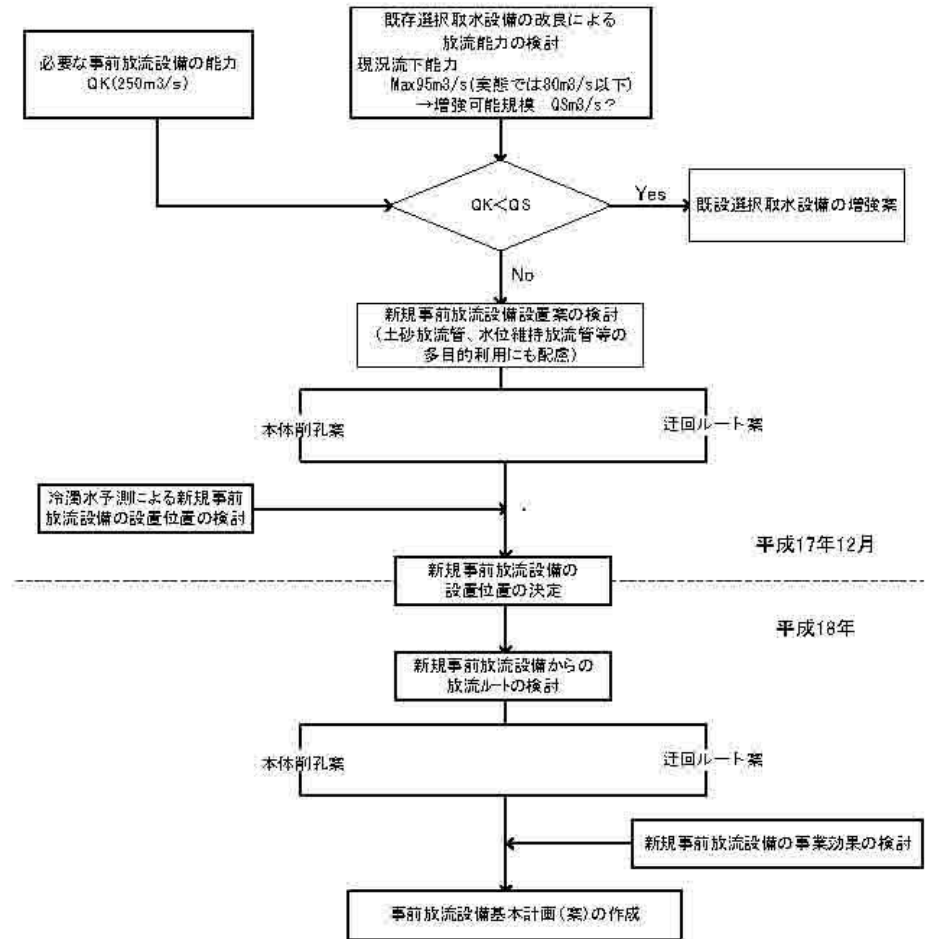 必要な事前放流設備の能力
QK(250m3/s)
既存選択取水設備の改良による
放流能力の検討
現況流下能力
Max95m3/s(実態では80m3/s以下)
→増強可能規模 QSm3/s?
QK<QS
Yes
既設選択取水設備の増強案
No
新規事前放流設備設置案の検討
(土砂放流管、水位維持放流管等の
多目的利用にも配慮)
本体削孔案
迂回ルート案
冷濁水予測による新規事前
放流設備の設置位置の検討
平成17年12月
新規事前放流設備の
設置位置の決定
平成18年
新規事前放流設備からの
放流ルートの検討
本体削孔案
迂回ルート案
新規事前放流設備の事業効果の検討
事前放流設備基本計画(案)の作成